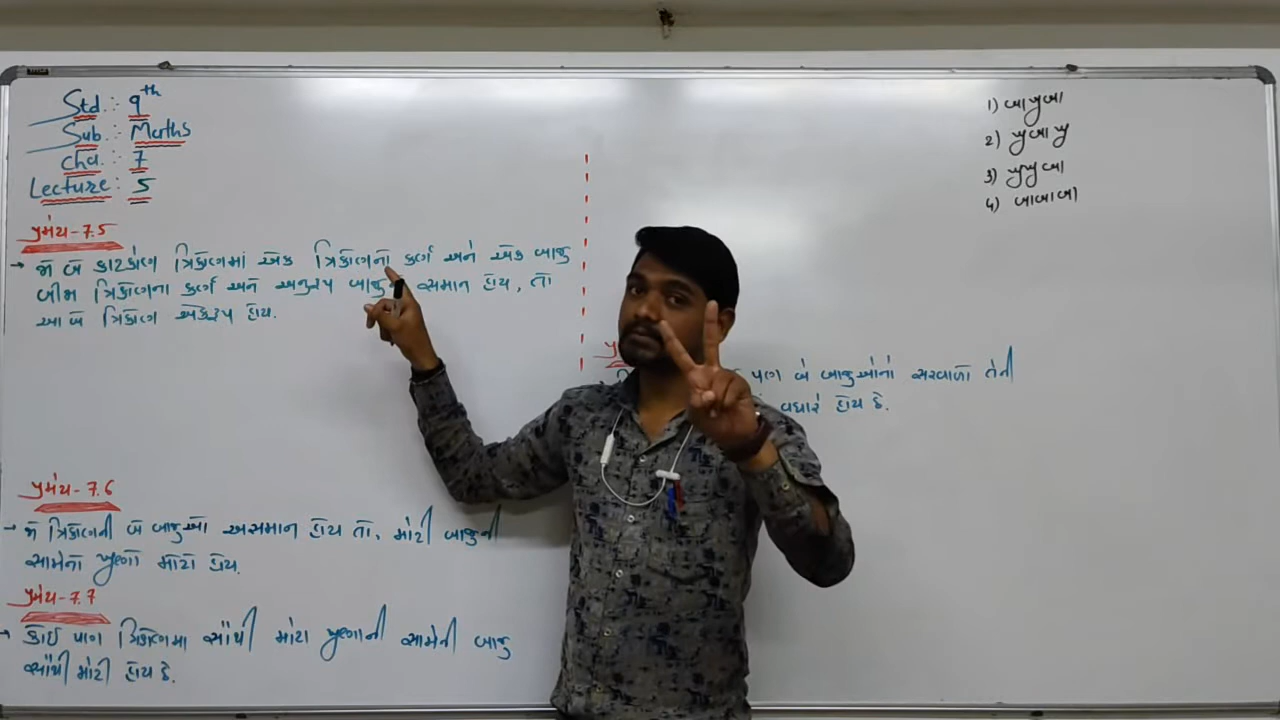 Std. : 9th
Sub. : Maths
cha. : 7
Lecture : 5
પ્રમેય-7.5
→ જો બે કાટકોણ ત્રિકોણમાં એક ત્રિકોણનો કર્ણ અને એક બાજુ
બીજા ત્રિકોણના કર્ણ અને અનુરૂપ બાજુ સમાન હોય, તો
આ બે ત્રિકોણ એકરૂપ હોય.
પ્રમેય-7.6
→ જો ત્રિકોણની બે બાજુઓ અસમાન હોય તો, મોટી બાજુની
સામેનો ખૂણો મોટો હોય.
પ્રમેય-7.7
→ કોઈ પણ ત્રિકોણમા સૌથી મોટા ખૂણાની સામેની બાજુ
સૌથી મોટી હોય છે.
1) બાખૂબા
2) ખૂબાખૂ
3) ખૂખૂબા
4) બાબાબા
પણ બે બાજુઓનો સરવાળો તેની
વધારે હોય છે.